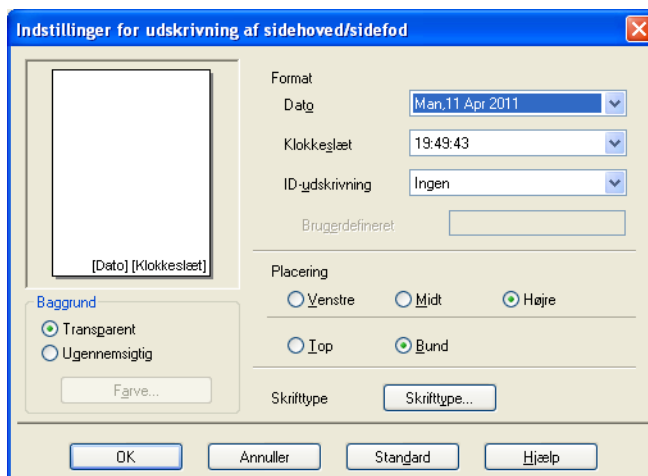 Indstillinger for udskrivning af sidehoved/sidefod
[Dato] [Klokkeslæt]
Baggrund
Transparent
Ugennemsigtig
Farve...
Format
Dato Man,11 Apr 2011
Klokkeslæt 19:49:43
ID-udskrivning Ingen
Brugerdefineret
Placering
Venstre Midt Højre
Top Bund
Skrifttype Skrifttype...
OK Annuller Standard Hjælp